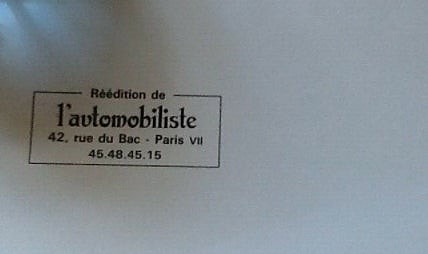 Réédition de
l'automobiliste
42, rue du Bac - Paris VII
45.48.45.15